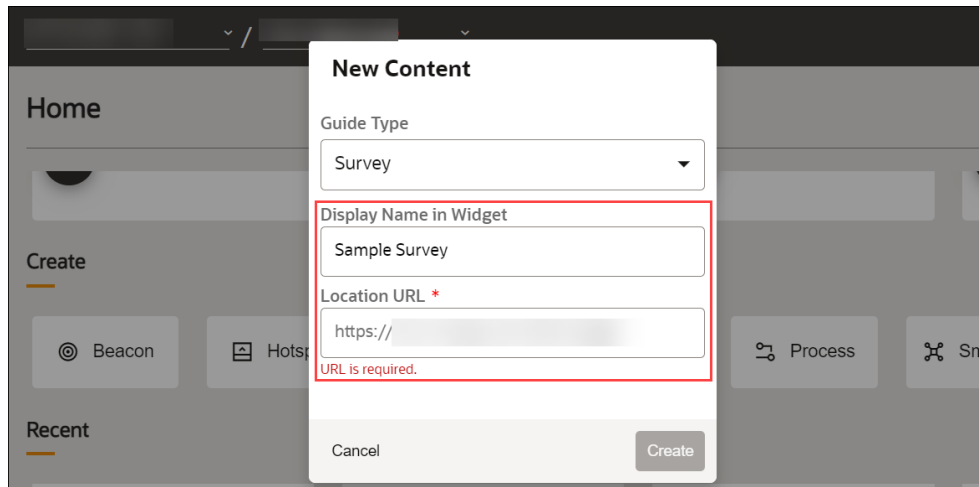 /
New Content
Home
Guide Type
Survey
Display Name in Widget
Sample Survey
Create
Location URL *
https://
Beacon
Process
URL is required.
Recent
Cancel
Create